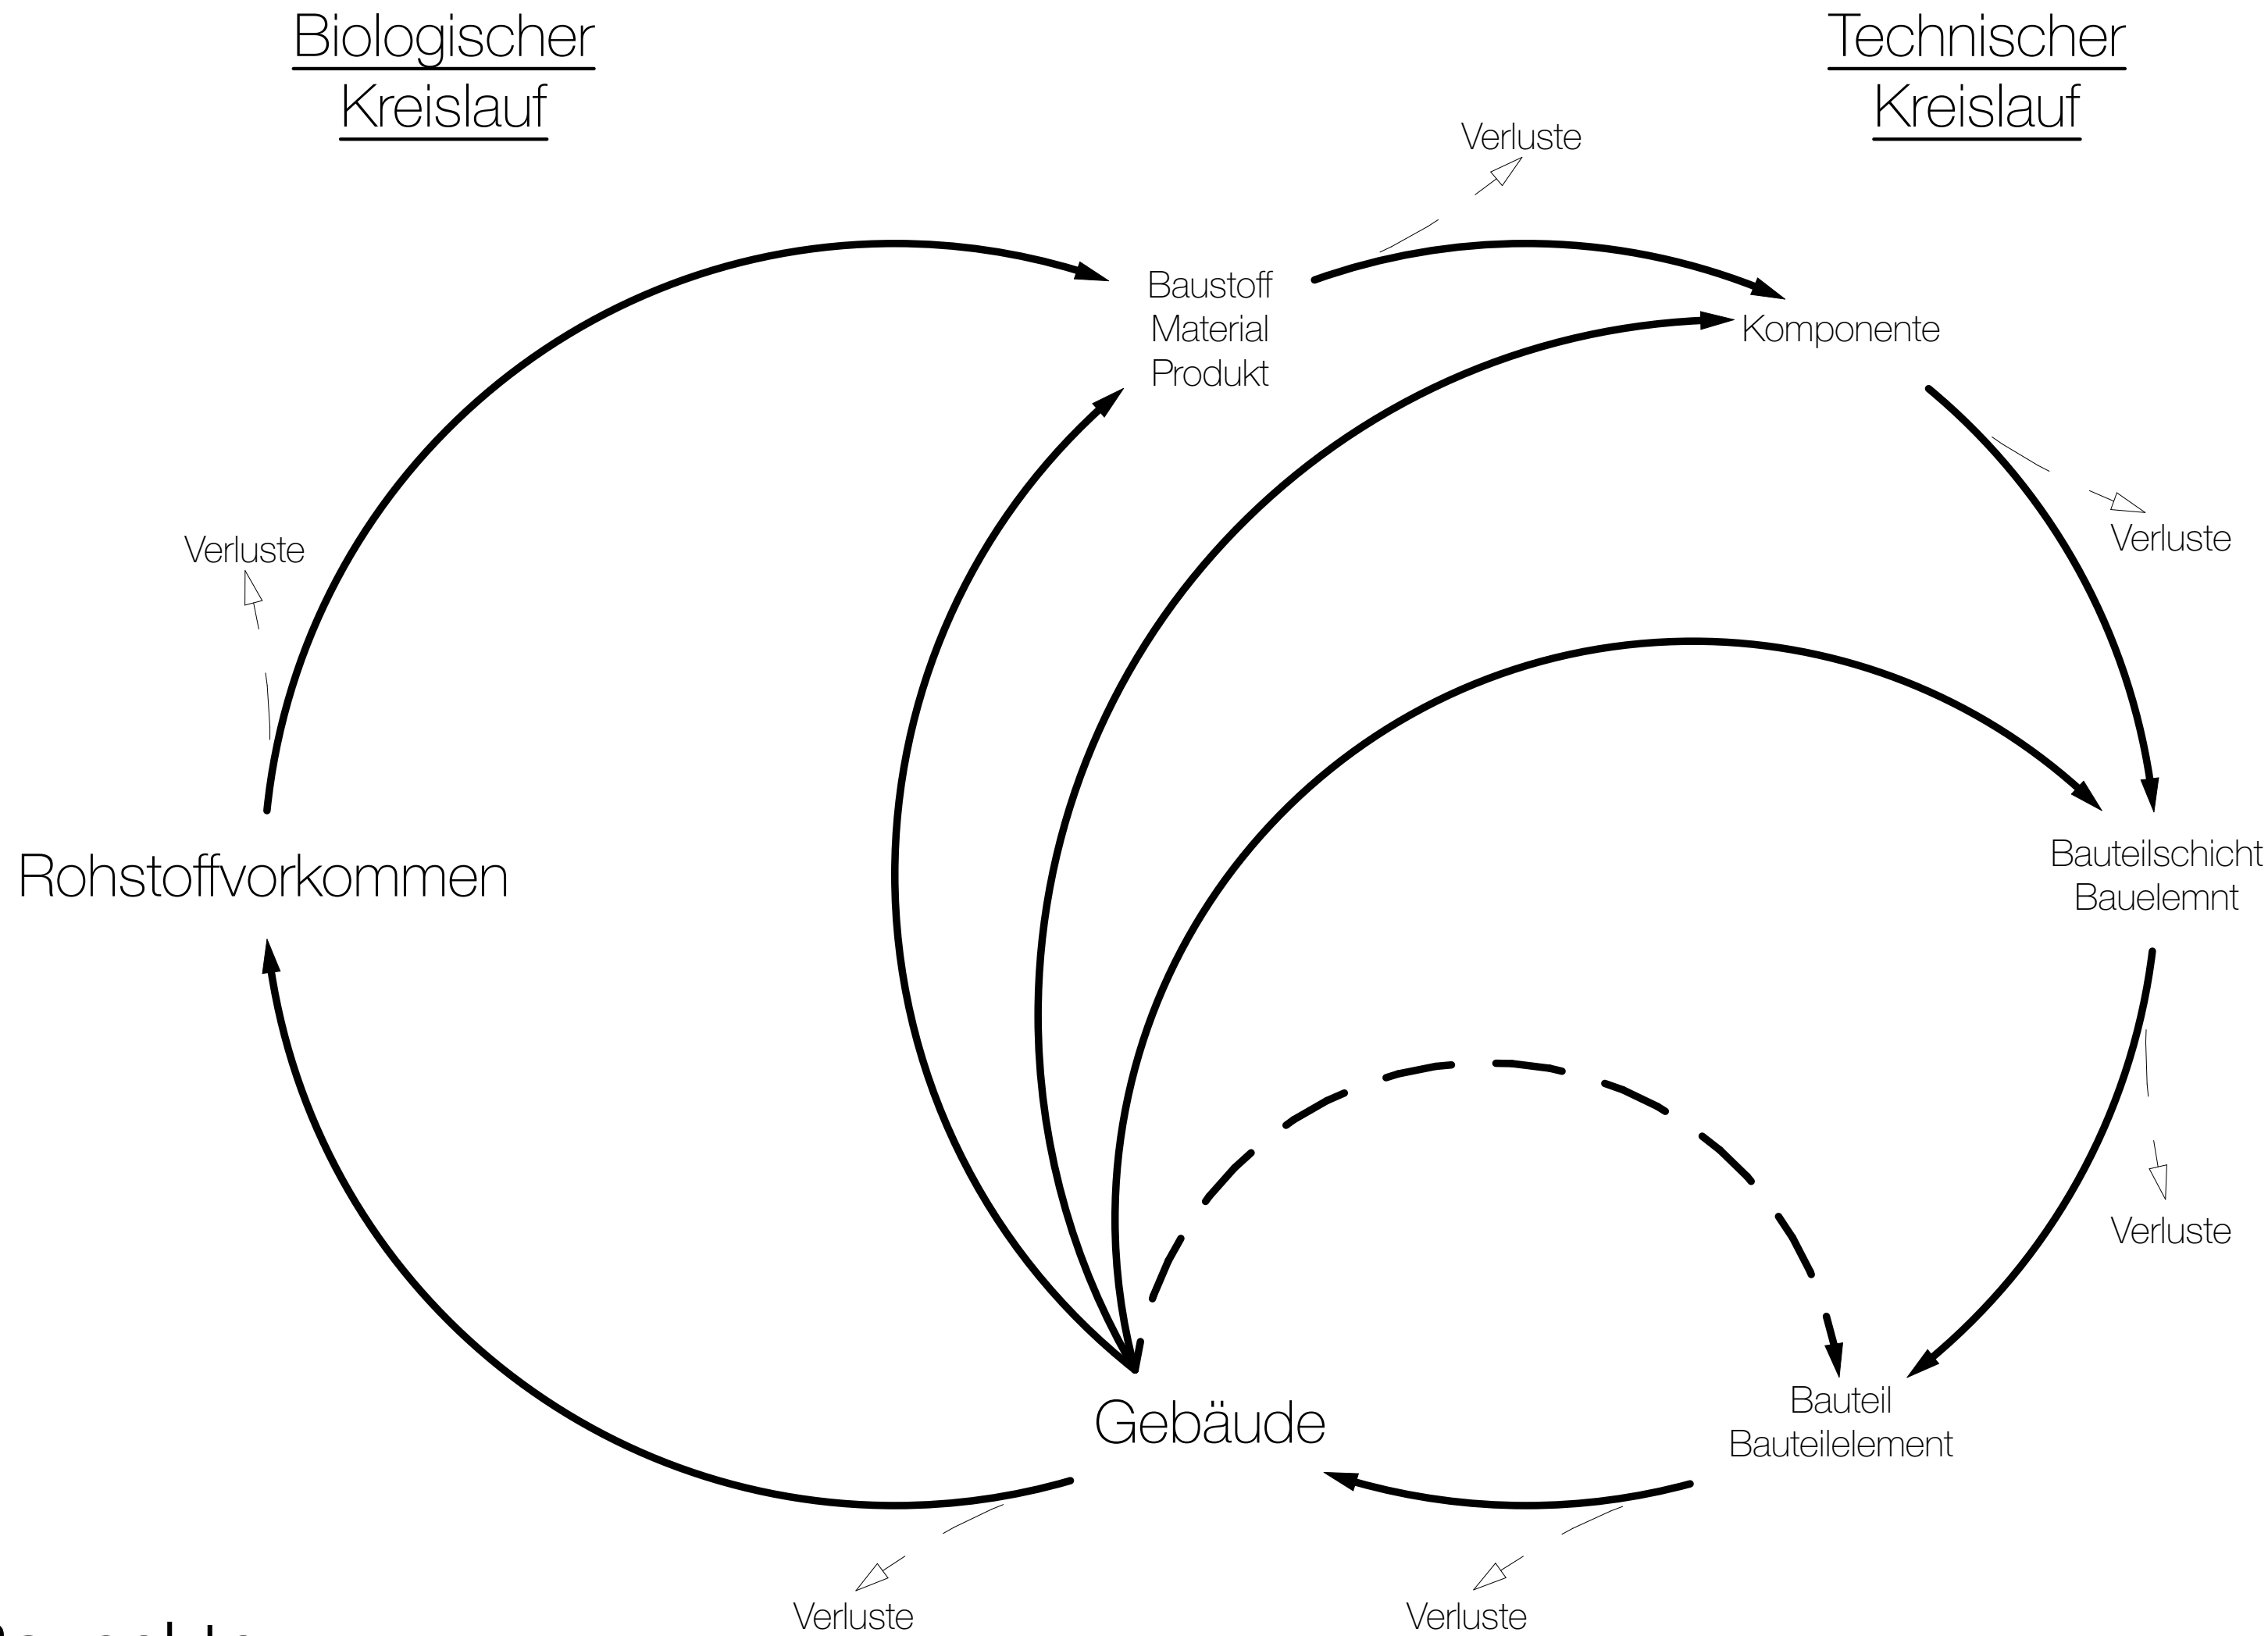 Biologischer
Kreislauf
Technischer
Kreislauf
Verluste
Baustoff
Material
Produkt
Komponente
Verluste
Verluste
Rohstoffvorkommen
Bauteilschicht
Bauelemnt
Verluste
Gebäude
Bauteil
Bauteilelement
Verluste
Verluste